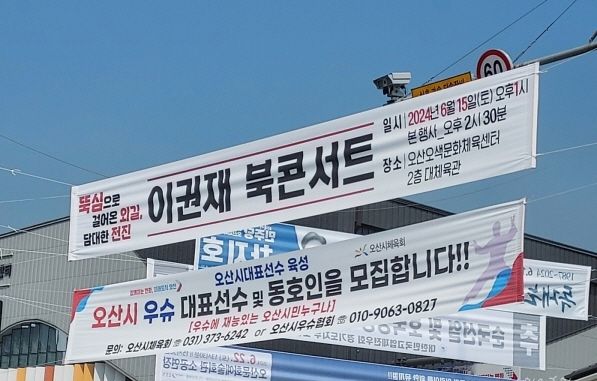 60
뚝심으로
걸어온 외길,
담대한 전진
이권재 북콘서트
일시 2024년 6월 15일(토) 오후1시
본 행사_오후 2시 30분
장소 오산오색문화체육센터
2층 대체육관
오산시체육회
오산시대표선수 육성
오산시 우슈 대표선수 및 동호인을 모집합니다!!
[우슈에 재능있는 오산시민누구나]
문의: 오산시체육회 ☎ 031) 373-6242 or 오산시우슈협회 ☎ 010-9063-0827
1987-2024
6.22.